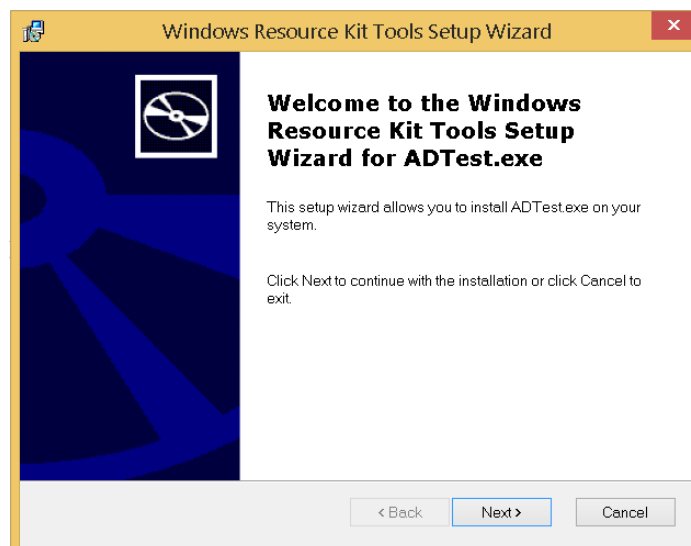 Windows Resource Kit Tools Setup Wizard
Welcome to the Windows
Resource Kit Tools Setup
Wizard for ADTest.exe
This setup wizard allows you to install ADTest.exe on your
system.
Click Next to continue with the installation or click Cancel to
exit.
< Back
Next >
Cancel